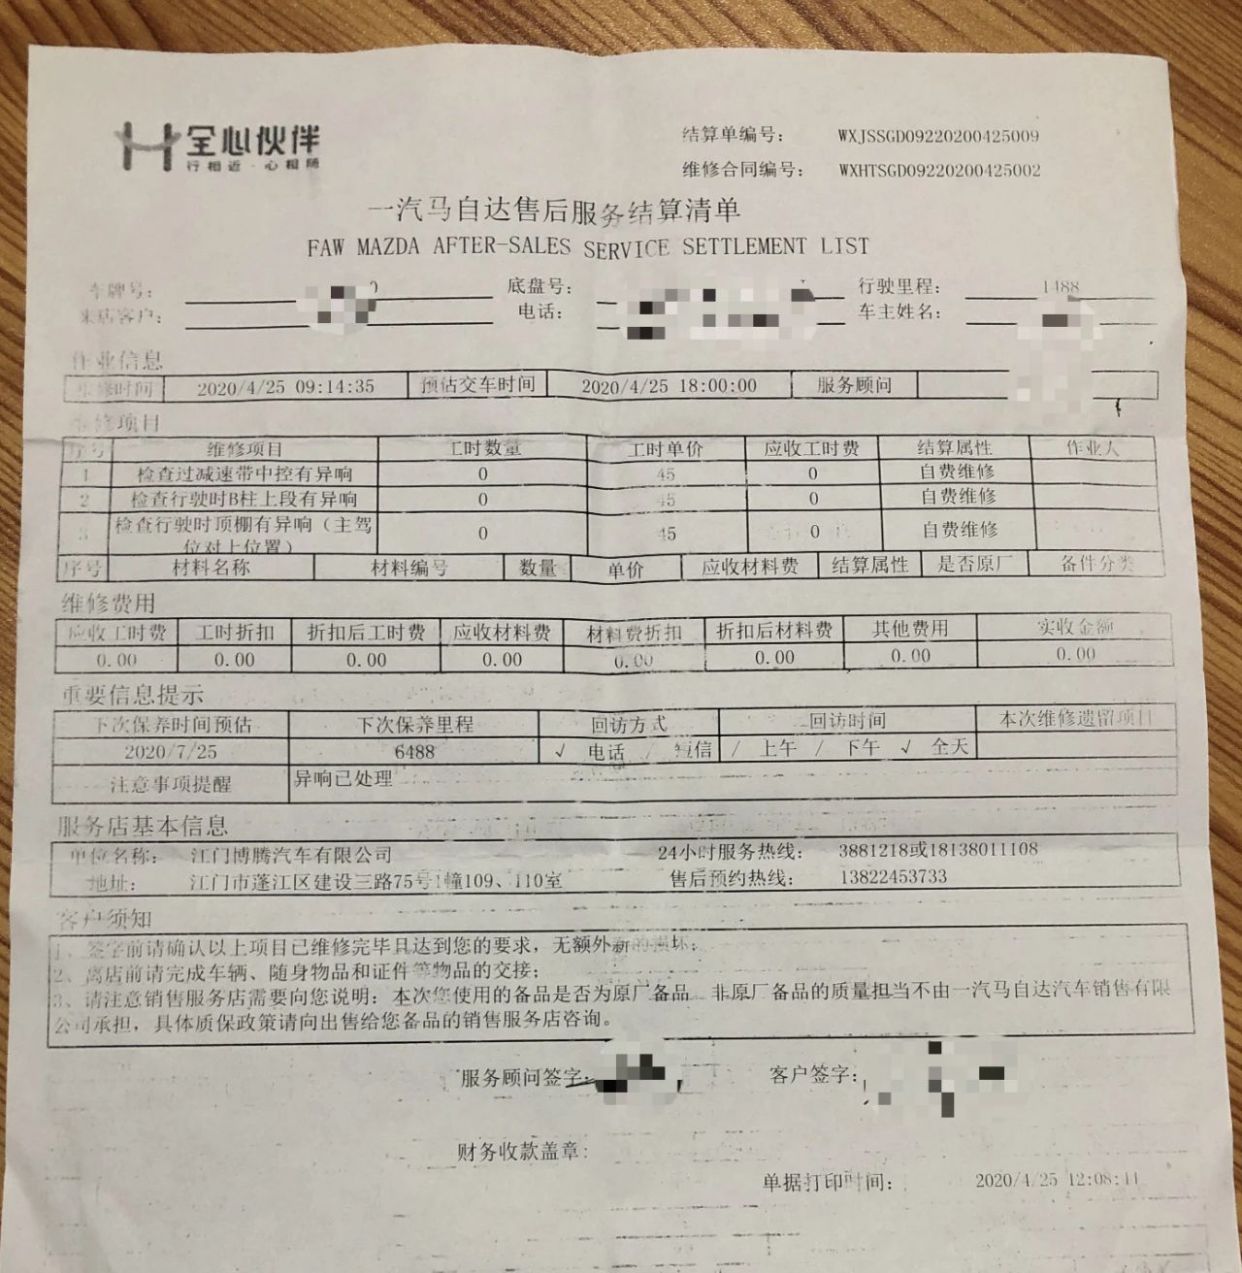 全心伙伴
行相近·心相随
结算单编号: WXJSSGD09220200425009
维修合同编号: WXHTSGD09220200425002
一汽马自达售后服务结算清单
FAW MAZDA AFTER-SALES SERVICE SETTLEMENT LIST
车牌号: 底盘号: 行驶里程: 1488
来店客户: 电话: 车主姓名:
作业信息
时间 2020/4/25 09:14:35 预估交车时间 2020/4/25 18:00:00 服务顾问
维修项目
序号 维修项目 工时数量 工时单价 应收工时费 结算属性 作业人
1 检查过减速带中控有异响 0 45 0 自费维修
2 检查行驶时B柱上段有异响 0 45 0 自费维修
3 检查行驶时顶棚有异响（主驾 0 45 0 自费维修
位对上位置）
序号 材料名称 材料编号 数量 单价 应收材料费 结算属性 是否原厂 备件分类
维修费用
应收工时费 工时折扣 折扣后工时费 应收材料费 材料费折扣 折扣后材料费 其他费用 实收金额
0.00 0.00 0.00 0.00 0.00 0.00 0.00 0.00
重要信息提示
下次保养时间预估 下次保养里程 回访方式 回访时间 本次维修遗留项目
2020/7/25 6488 √ 电话 / 短信 / 上午 / 下午 √ 全天
注意事项提醒 异响已处理
服务店基本信息
单位名称: 江门博腾汽车有限公司 24小时服务热线: 3881218或18138011108
地址: 江门市蓬江区建设三路75号1幢109、110室 售后预约热线: 13822453733
客户须知
1、签字前请确认以上项目已维修完毕且达到您的要求，无额外新的损坏;
2、离店前请完成车辆、随身物品和证件等物品的交接;
3、请注意销售服务店需要向您说明: 本次您使用的备品是否为原厂备品 非原厂备品的质量担当不由一汽马自达汽车销售有限
公司承担，具体质保政策请向出售给您备品的销售服务店咨询。
服务顾问签字: 客户签字:
财务收款盖章:
单据打印时间: 2020/4/25 12:08:41